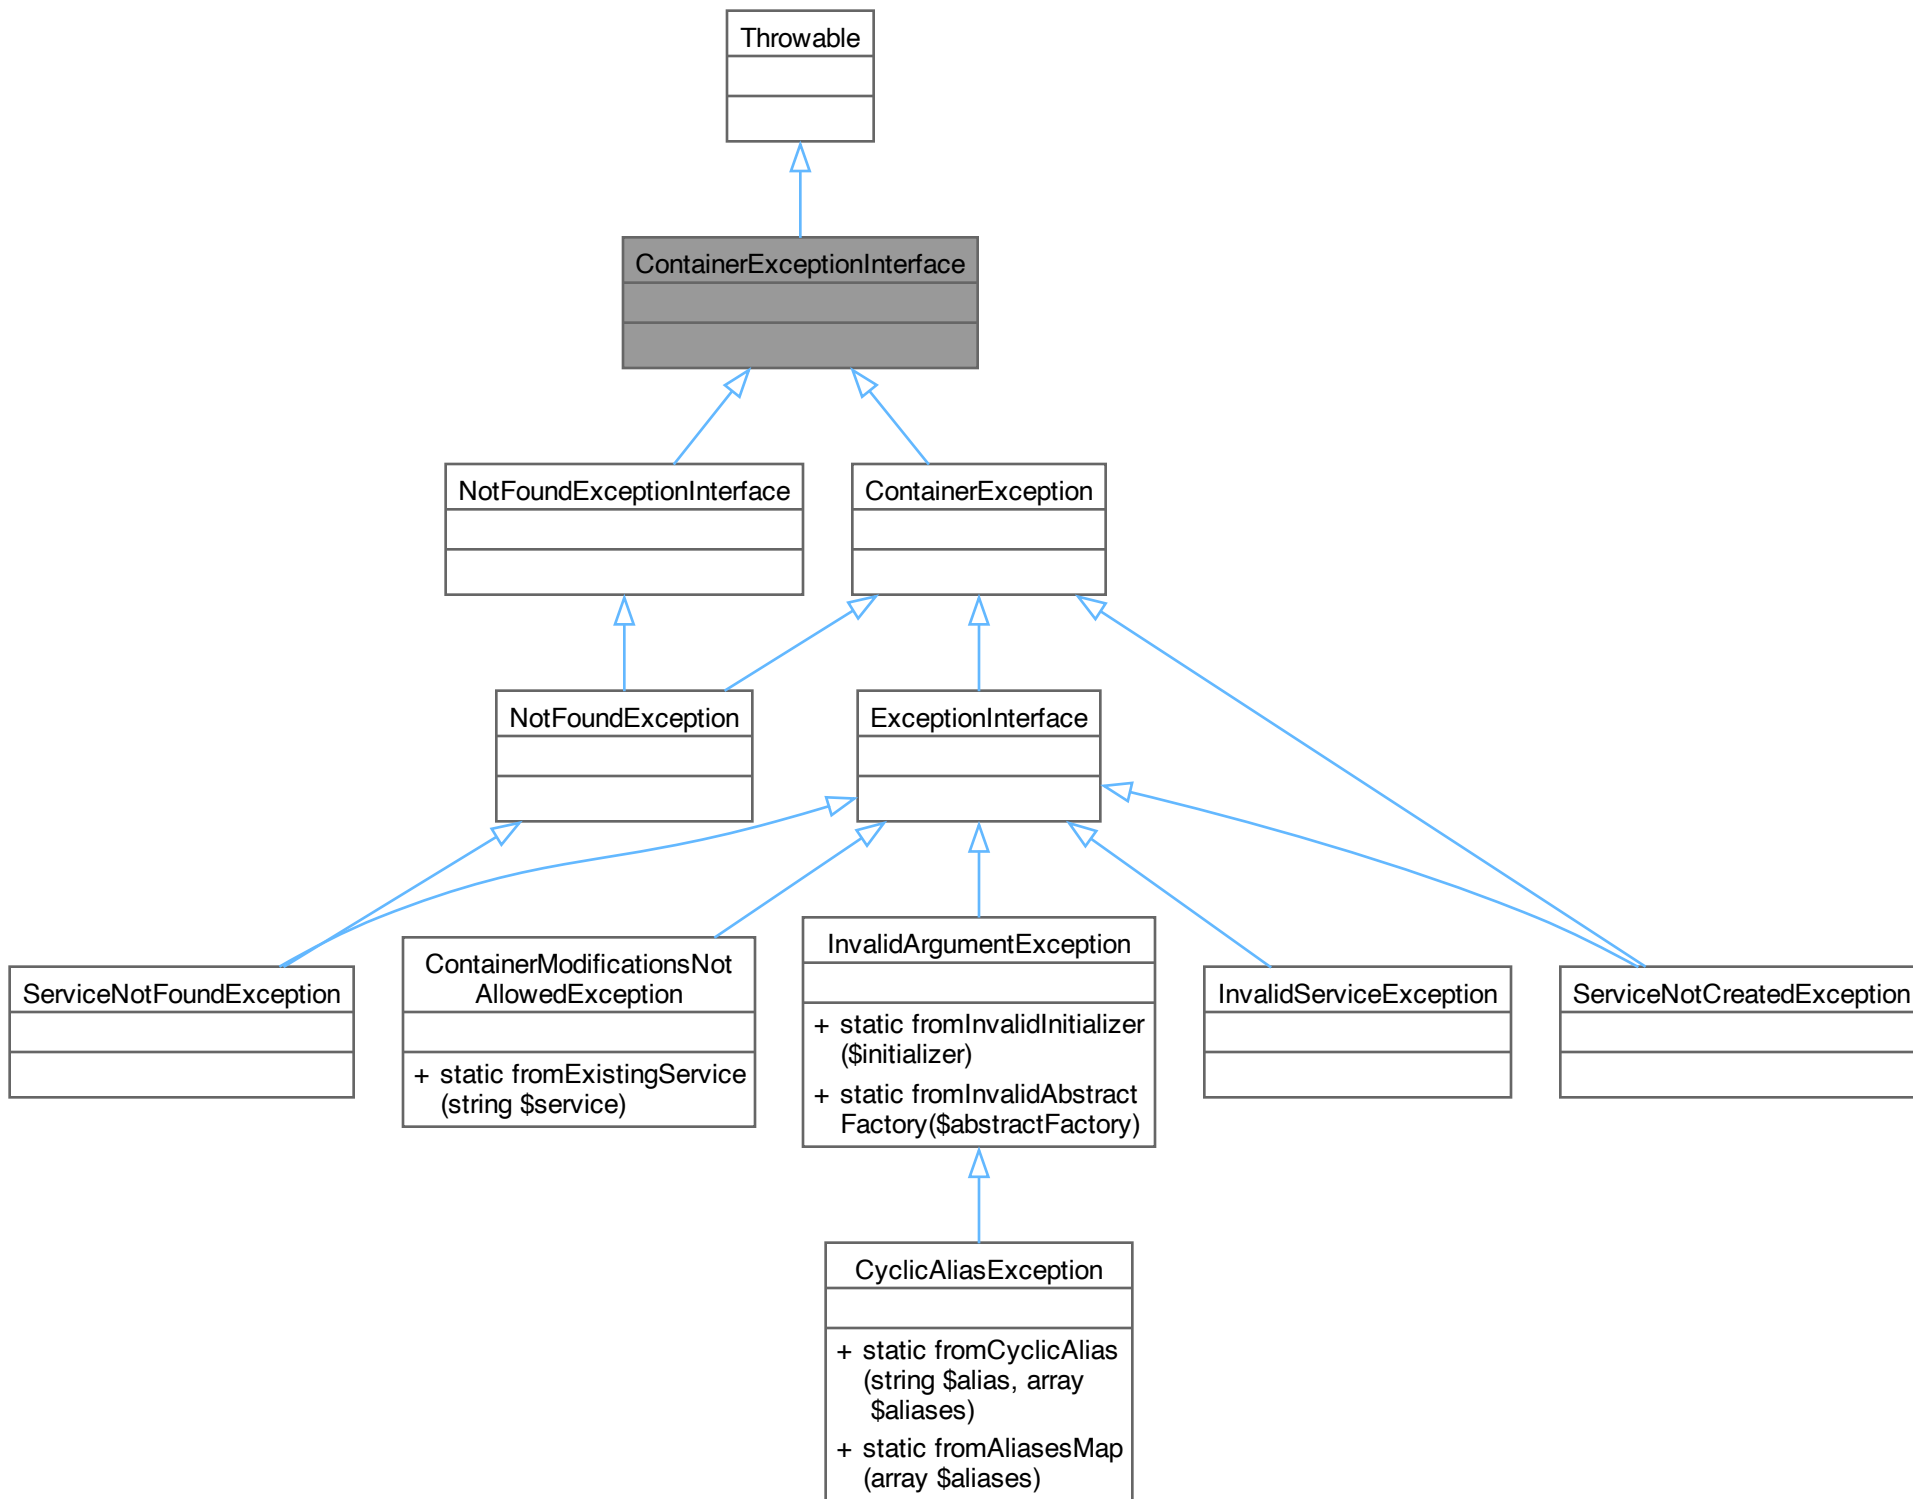 Throwable
ContainerExceptionInterface
NotFoundExceptionInterface
ContainerException
NotFoundException
ExceptionInterface
ServiceNotFoundException
ContainerModificationsNot
AllowedException
+ static fromExistingService
(string $service)
InvalidArgumentException
+ static fromInvalidInitializer
($initializer)
+ static fromInvalidAbstract
Factory($abstractFactory)
InvalidServiceException
ServiceNotCreatedException
CyclicAliasException
+ static fromCyclicAlias
(string $alias, array
$aliases)
+ static fromAliasesMap
(array $aliases)